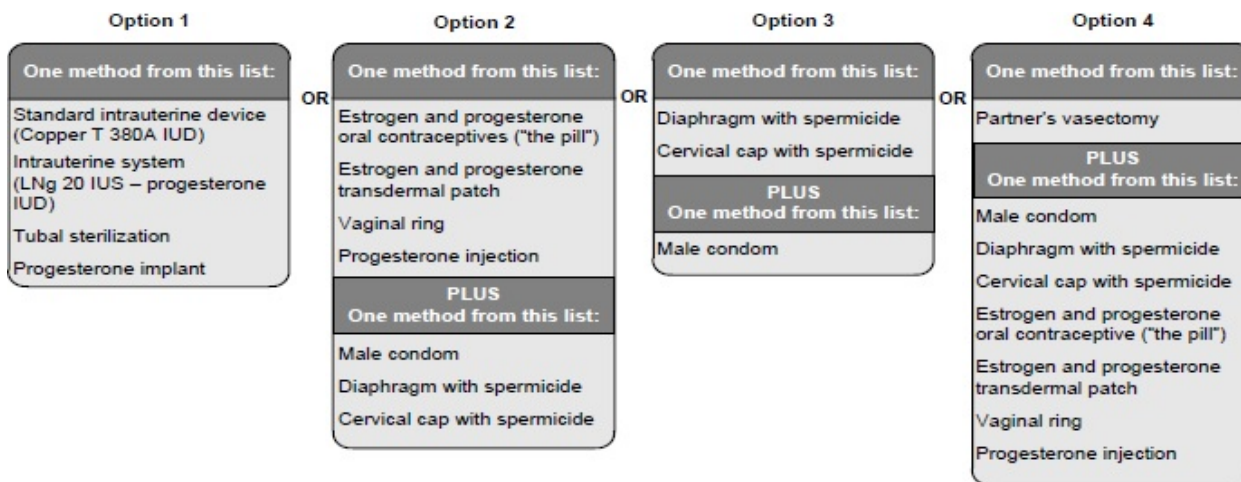 Option 1
One method from this list:
Standard intrauterine device
(Copper T 380A IUD)
Intrauterine system
(LNg 20 IUS – progesterone
IUD)
Tubal sterilization
Progesterone implant
OR
Option 2
One method from this list:
Estrogen and progesterone
oral contraceptives ("the pill")
Estrogen and progesterone
transdermal patch
Vaginal ring
Progesterone injection
PLUS
One method from this list:
Male condom
Diaphragm with spermicide
Cervical cap with spermicide
OR
Option 3
One method from this list:
Diaphragm with spermicide
Cervical cap with spermicide
PLUS
One method from this list:
Male condom
OR
Option 4
One method from this list:
Partner's vasectomy
PLUS
One method from this list:
Male condom
Diaphragm with spermicide
Cervical cap with spermicide
Estrogen and progesterone
oral contraceptive ("the pill")
Estrogen and progesterone
transdermal patch
Vaginal ring
Progesterone injection